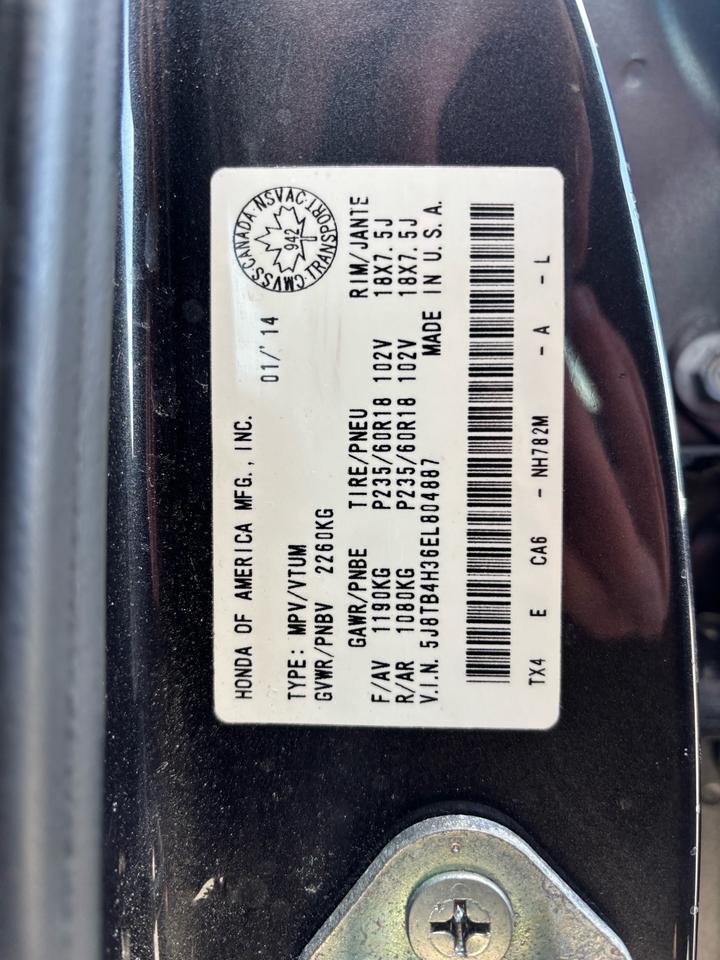 HONDA OF AMERICA MFG., INC. 01/'14
CMVSS CANADA NSVAC TRANSPORT
942
TYPE: MPV/VTUM
GVWR/PNBV 2260KG
GAWR/PNBE TIRE/PNEU RIM/JANTE
F/AV 1190KG P235/60R18 102V 18X7.5J
R/AR 1080KG P235/60R18 102V 18X7.5J
MADE IN U.S.A.
V.I.N. 5J8TB4H36EL804887
TX4 E CA6 - NH782M - A - L